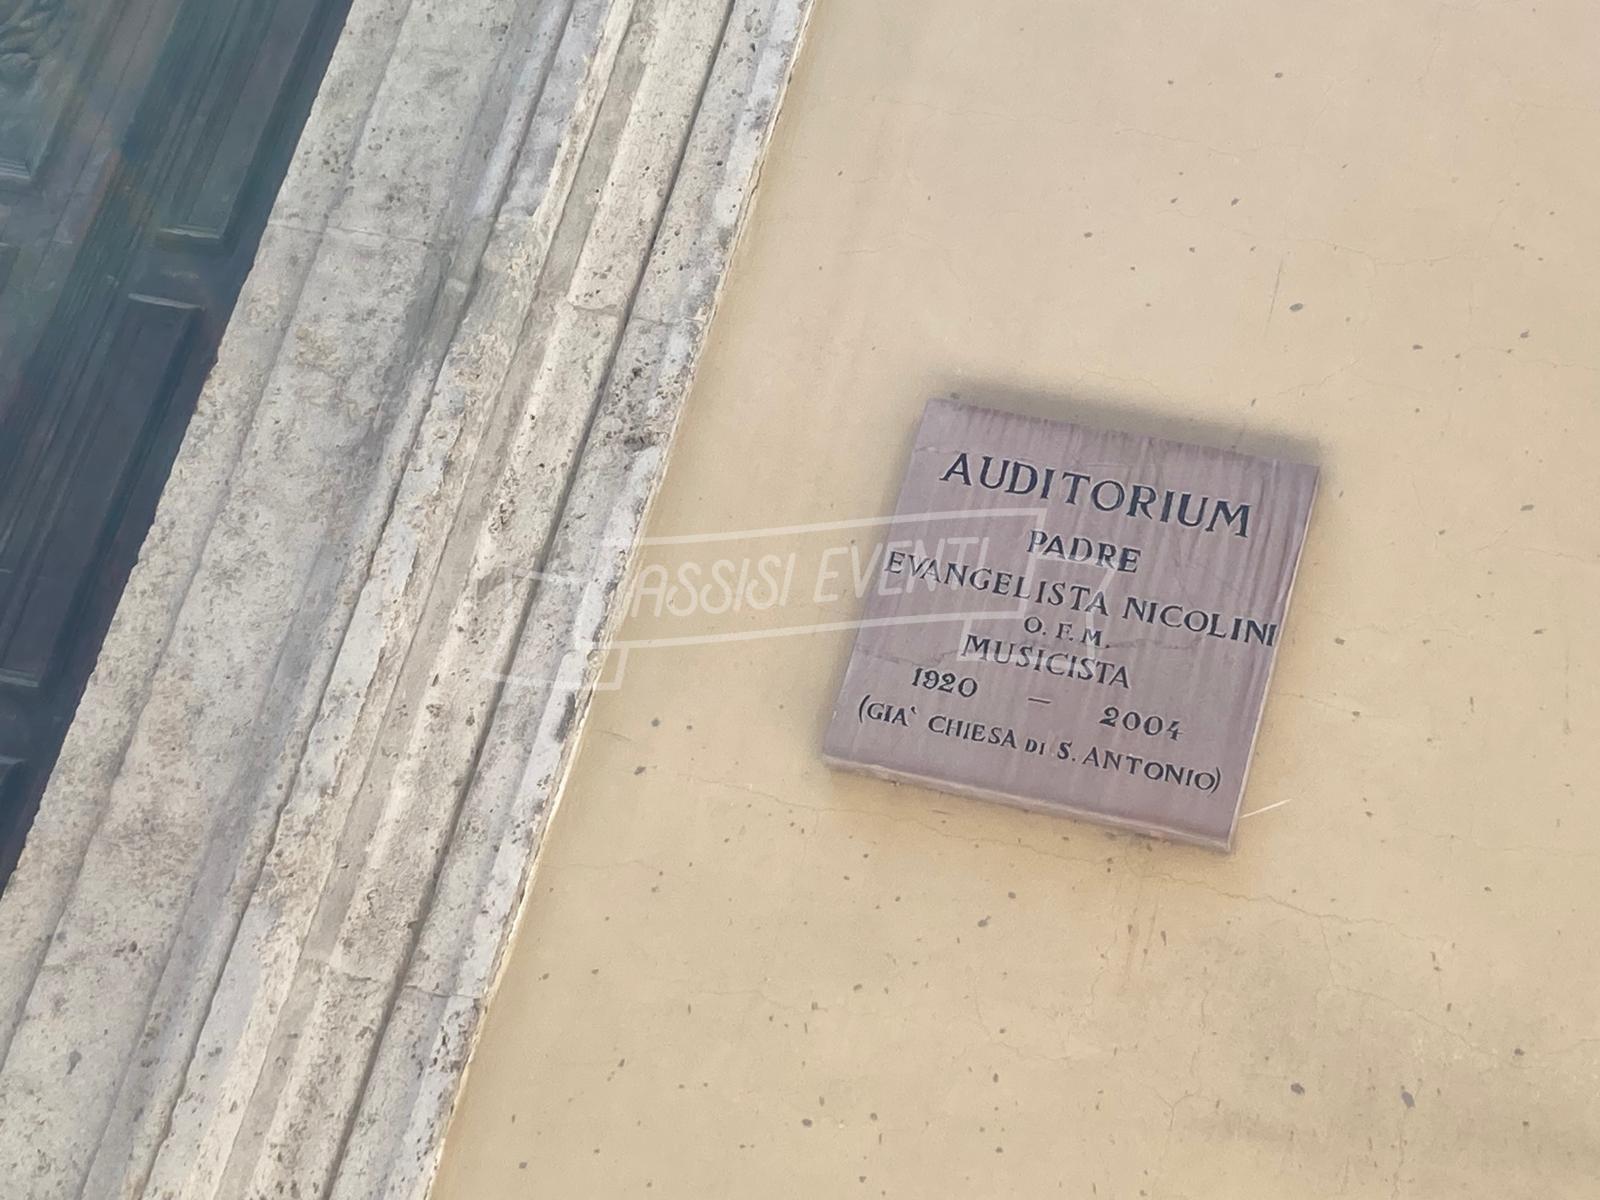 AUDITORIUM
PADRE
EVANGELISTA NICOLINI
O. F. M.
MUSICISTA
1920 — 2004
(GIA' CHIESA DI S. ANTONIO)
ASSISI EVENTI